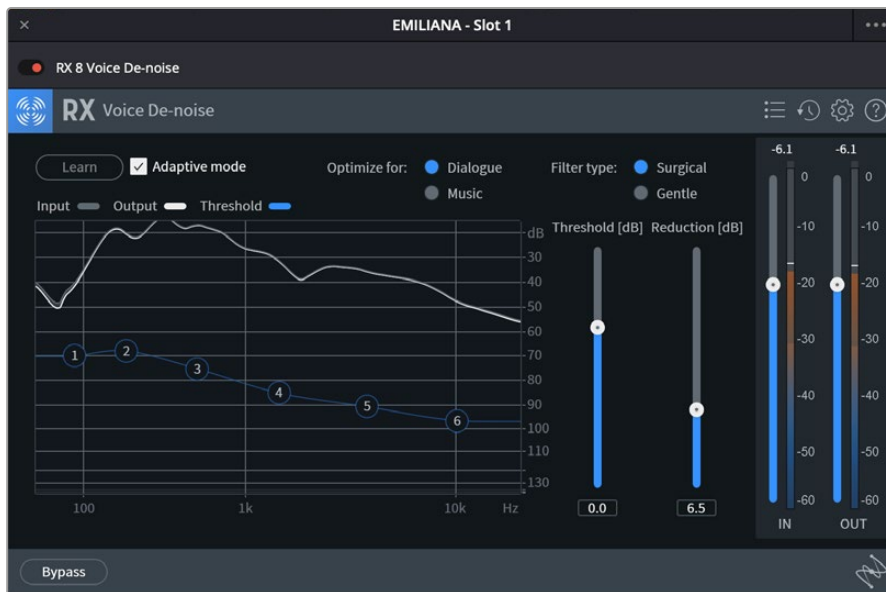 EMILIANA - Slot 1
RX 8 Voice De-noise
RX Voice De-noise
Learn
Adaptive mode
Optimize for:
Dialogue
Music
Filter type:
Surgical
Gentle
Input
Output
Threshold
dB
30
40
50
60
70
80
90
100
110
130
1
2
3
4
5
6
100
1k
10k
Hz
Threshold [dB]
Reduction [dB]
0.0
6.5
-6.1
-6.1
0
-10
-20
-30
-40
-50
-60
0
-10
-20
-30
-40
-50
-60
IN
OUT
Bypass